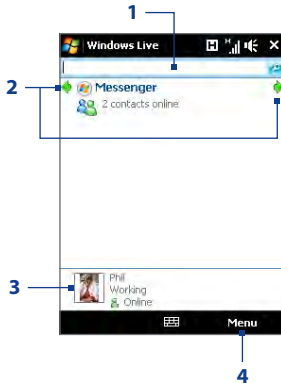 1
Windows Live H H
2
Messenger
2 contacts online
3
Phil
Working
Online
Menu
4